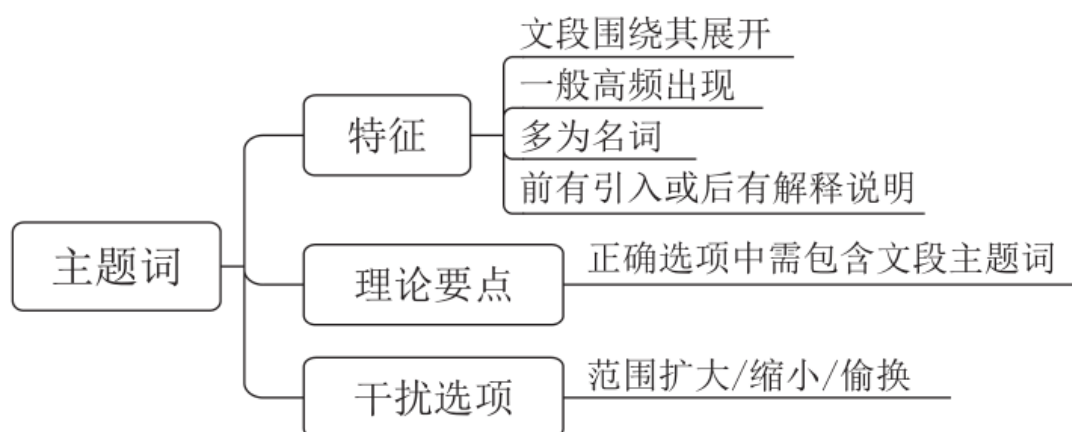 文段围绕其展开
一般高频出现
特征
多为名词
前有引入或后有解释说明
主题词
理论要点
正确选项中需包含文段主题词
干扰选项
范围扩大/缩小/偷换